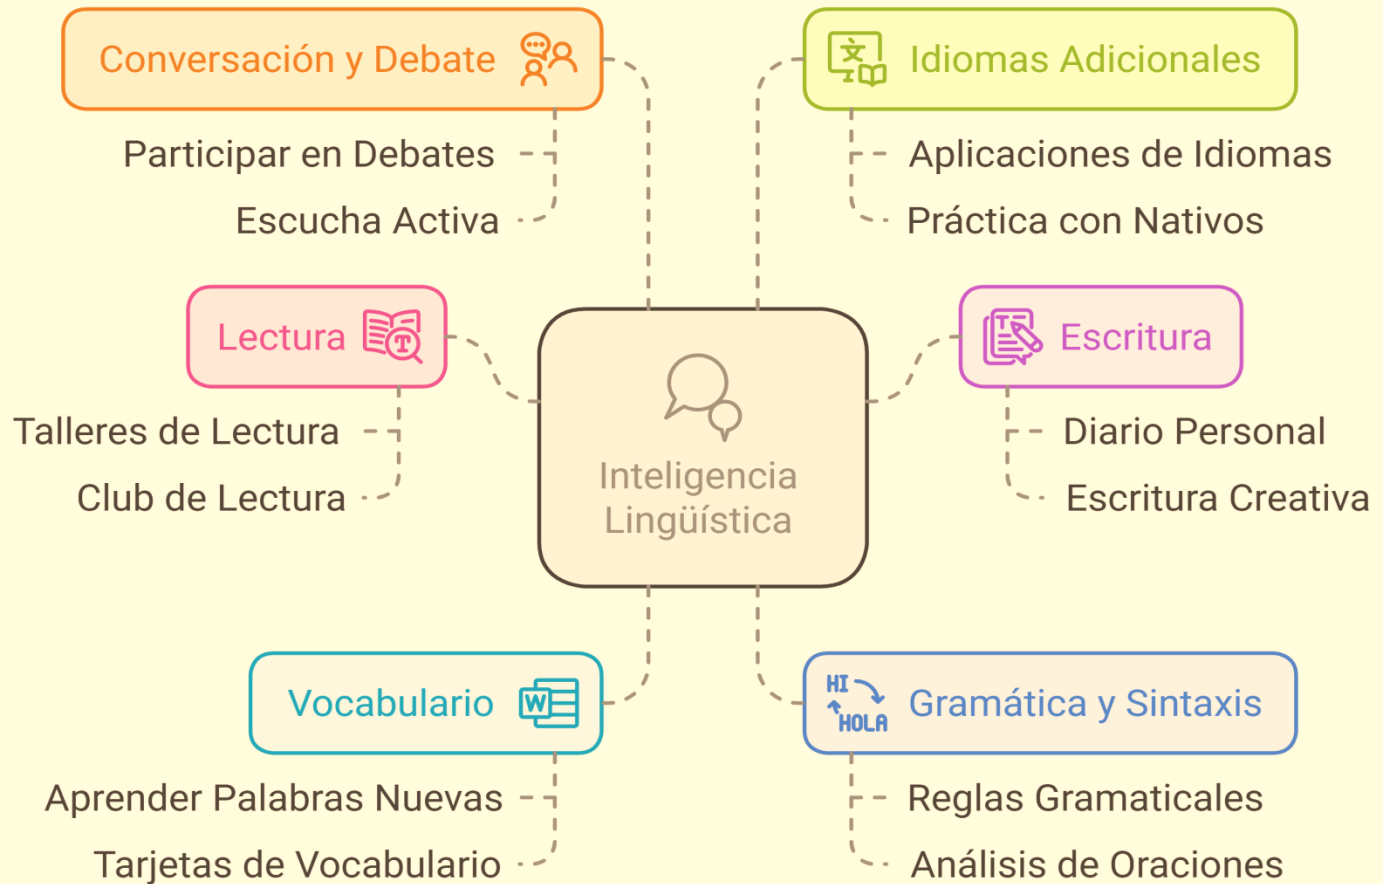 Conversación y Debate
Participar en Debates
Escucha Activa
Idiomas Adicionales
文
Aplicaciones de Idiomas
Práctica con Nativos
Lectura
T
Talleres de Lectura
Club de Lectura
Inteligencia
Lingüística
T
Escritura
Diario Personal
Escritura Creativa
Vocabulario
W
Aprender Palabras Nuevas
Tarjetas de Vocabulario
HI
HOLA
Gramática y Sintaxis
Reglas Gramaticales
Análisis de Oraciones